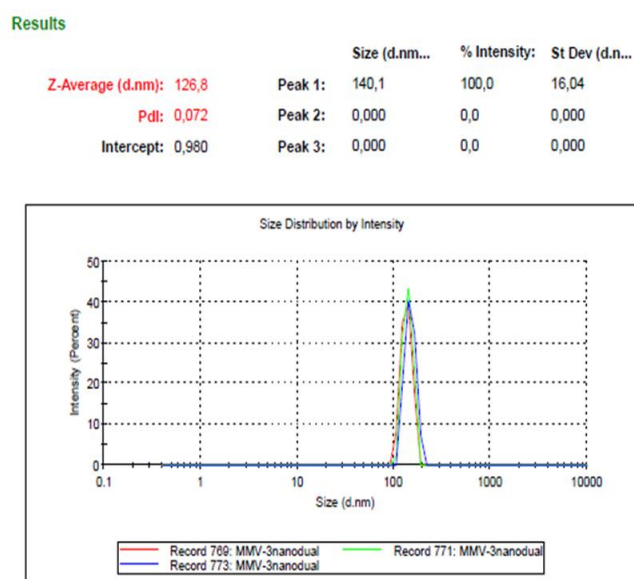 Results
Size (d.nm... % Intensity: St Dev (d.n...
Z-Average (d.nm): 126,8 Peak 1: 140,1 100,0 16,04
PdI: 0,072 Peak 2: 0,000 0,0 0,000
Intercept: 0,980 Peak 3: 0,000 0,0 0,000
Size Distribution by Intensity
50
40
30
20
10
0
Intensity (Percent)
0.1 1 10 100 1000 10000
Size (d.nm)
Record 769: MMV-3nanodual Record 771: MMV-3nanodual
Record 773: MMV-3nanodual